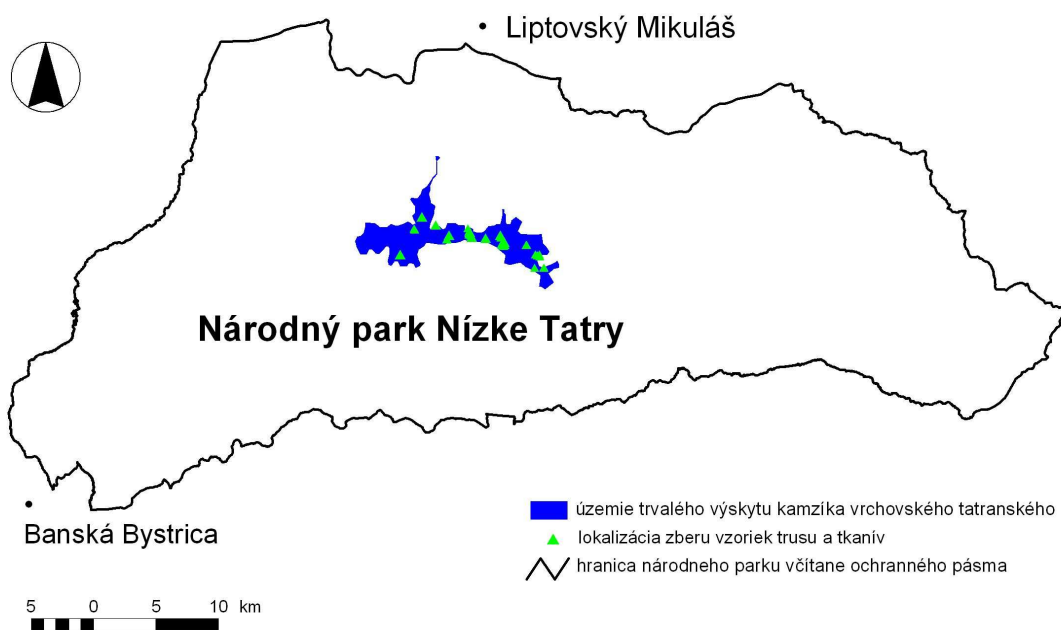 Liptovský Mikuláš
Národný park Nízke Tatry
Banská Bystrica
územie trvalého výskytu kamzíka vrchovského tatranského
lokalizácia zberu vzoriek trusu a tkanív
hranica národneho parku včítane ochranného pásma
5 0 5 10 km